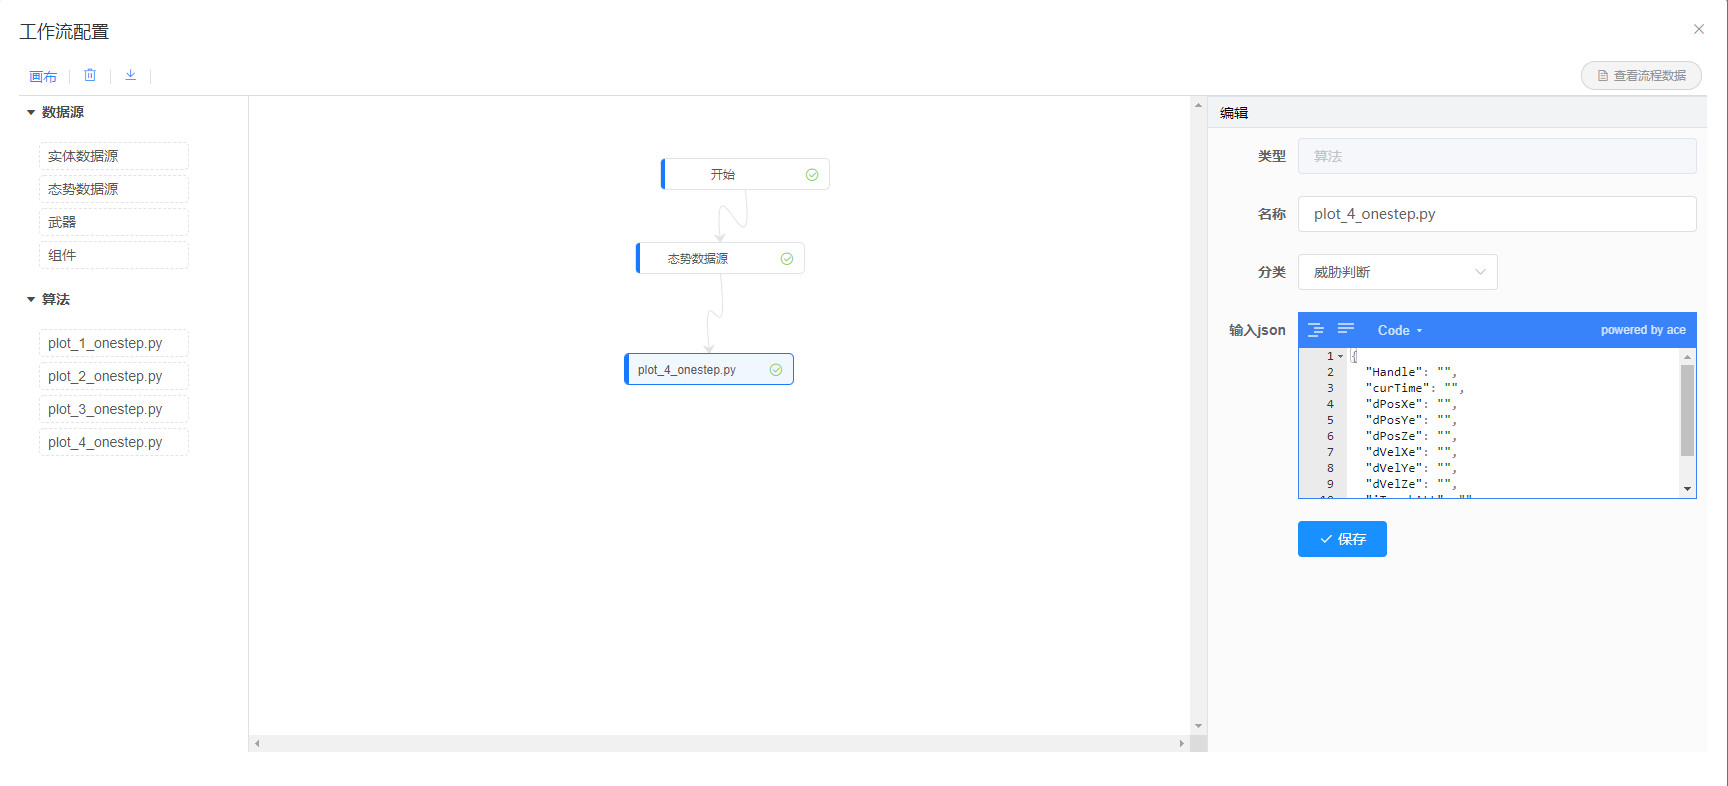 工作流配置
画布
查看流程数据
数据源
实体数据源
态势数据源
武器
组件
算法
plot_1_onestep.py
plot_2_onestep.py
plot_3_onestep.py
plot_4_onestep.py
开始
态势数据源
plot_4_onestep.py
编辑
类型 算法
名称 plot_4_onestep.py
分类 威胁判断
输入json Code powered by ace
1 {
2 "Handle": "",
3 "curTime": "",
4 "dPosXe": "",
5 "dPosYe": "",
6 "dPosZe": "",
7 "dVelXe": "",
8 "dVelYe": "",
9 "dVelZe": "",
保存